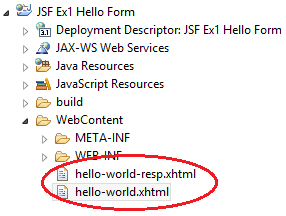 JSF Ex1 Hello Form
Deployment Descriptor: JSF Ex1 Hello Form
JAX-WS Web Services
Java Resources
JavaScript Resources
build
WebContent
META-INF
WEB-INF
hello-world-resp.xhtml
hello-world.xhtml